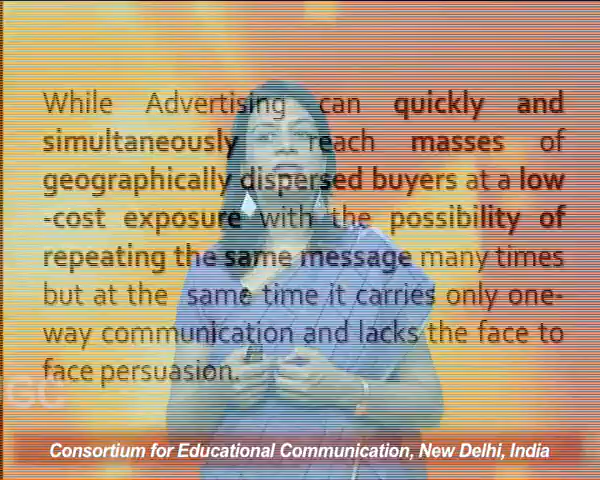 While Advertising can quickly and
simultaneously reach masses of
geographically dispersed buyers at a low
-cost exposure with the possibility of
repeating the same message many times
but at the same time it carries only one-
way communication and lacks the face to
face persuasion.
GC
Consortium for Educational Communication, New Delhi, India